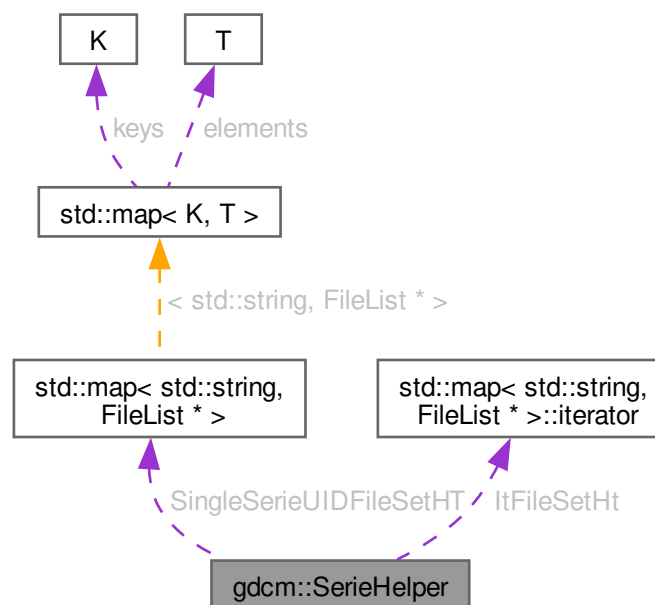 K
T
keys
elements
std::map< K, T >
< std::string, FileList * >
std::map< std::string,
FileList * >
std::map< std::string,
FileList * >::iterator
SingleSerieUIDFileSetHT
ItFileSetHt
gdcm::SerieHelper